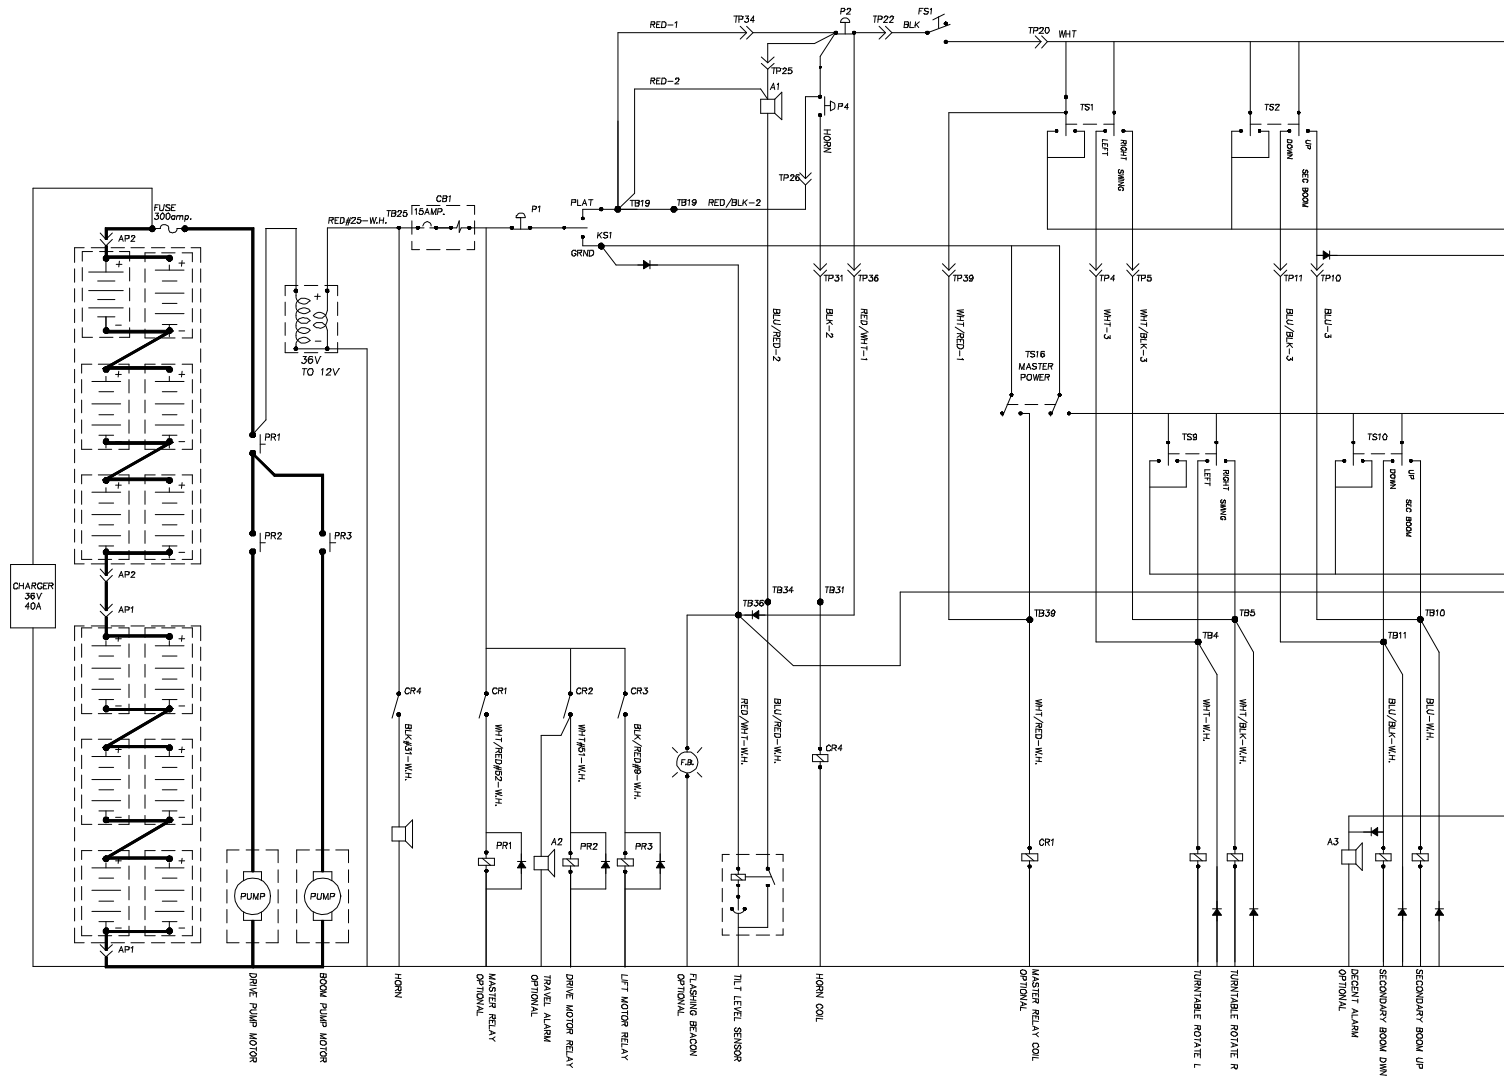 RED-1
TP34
P2
TP22
BLK
FS1
TP20
WHT
TP25
RED-2
A1
P4
HORN
TP26
TS1
TS2
LEFT
RIGHT
SWING
DOWN
UP
SEC BOOM
FUSE
300amp.
AP2
RED#25-W.H.
TB25
CB1
15AMP.
P1
PLAT
TB19
TB19
RED/BLK-2
KS1
GRND
TP31
TP36
TP39
TP4
TP5
TP11
TP10
+
-
36V
TO 12V
BLU/RED-2
BLK-2
RED/WHT-1
WHT/RED-1
WHT-3
WHT/BLK-3
BLU/BLK-3
BLU-3
TS16
MASTER
POWER
PR1
TS9
TS10
LEFT
RIGHT
SWING
DOWN
UP
SEC BOOM
PR2
PR3
CHARGER
36V
40A
AP2
AP1
TB36
TB34
TB31
TB39
TB4
TB5
TB11
TB10
CR4
CR1
CR2
CR3
BLK#31-W.H.
WHT/RED#52-W.H.
WHT#51-W.H.
BLK/RED#9-W.H.
F.B.
RED/WHT-W.H.
BLU/RED-W.H.
CR4
WHT/RED-W.H.
WHT-W.H.
WHT/BLK-W.H.
BLU/BLK-W.H.
BLU-W.H.
PR1
A2
PR2
PR3
CR1
A3
PUMP
PUMP
AP1
DRIVE PUMP MOTOR
BOOM PUMP MOTOR
HORN
MASTER RELAY
OPTIONAL
TRAVEL ALARM
OPTIONAL
DRIVE MOTOR RELAY
LIFT MOTOR RELAY
FLASHING BEACON
OPTIONAL
TILT LEVEL SENSOR
HORN COIL
MASTER RELAY COIL
OPTIONAL
TURNTABLE ROTATE L
TURNTABLE ROTATE R
DECENT ALARM
OPTIONAL
SECONDARY BOOM DWN
SECONDARY BOOM UP